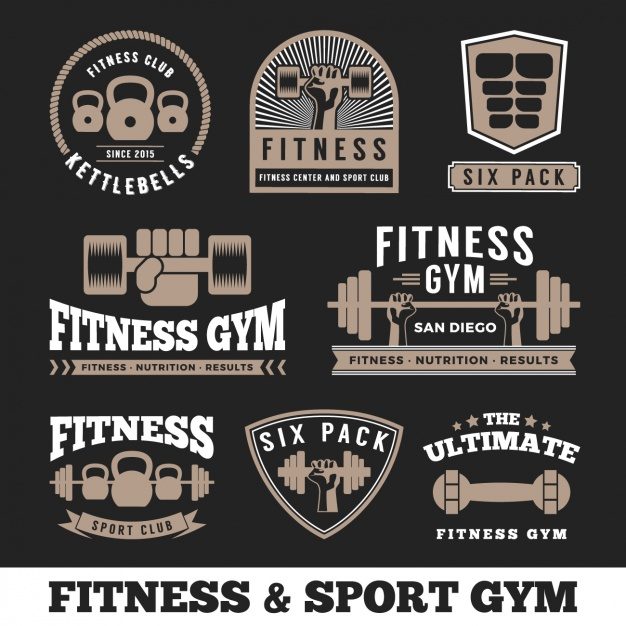 FITNESS CLUB
SINCE 2015
KETTLEBELLS
FITNESS
FITNESS CENTER AND SPORT CLUB
SIX PACK
FITNESS GYM
FITNESS · NUTRITION · RESULTS
FITNESS
GYM
SAN DIEGO
FITNESS · NUTRITION · RESULTS
FITNESS
SPORT CLUB
SIX PACK
THE
ULTIMATE
FITNESS GYM
FITNESS & SPORT GYM